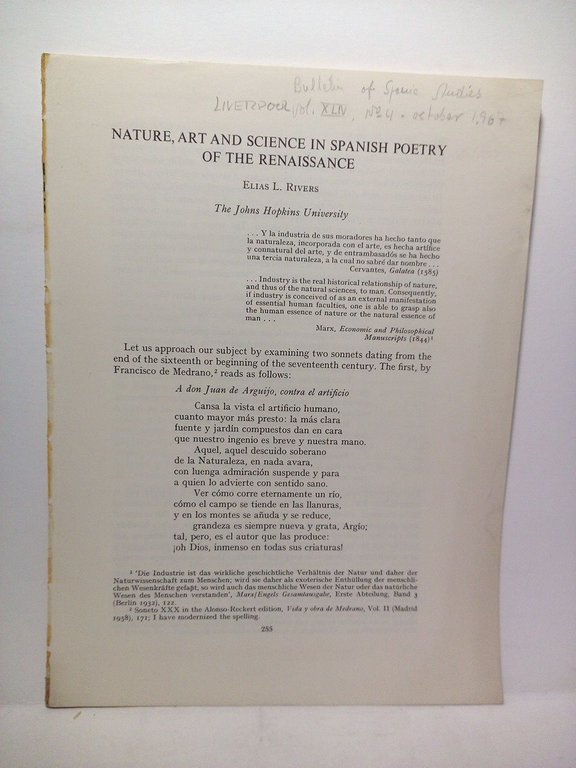 Bulletin of Spanic Studies
LIVERPOOL vol. XLIV, Nº 4 - october 1967
NATURE, ART AND SCIENCE IN SPANISH POETRY
OF THE RENAISSANCE
ELIAS L. RIVERS
The Johns Hopkins University
. . . Y la industria de sus moradores ha hecho tanto que
la naturaleza, incorporada con el arte, es hecha artífice
y connatural del arte, y de entrambasados se ha hecho
una tercia naturaleza, a la cual no sabré dar nombre . . .
Cervantes, Galatea (1585)
. . . Industry is the real historical relationship of nature,
and thus of the natural sciences, to man. Consequently,
if industry is conceived of as an external manifestation
of essential human faculties, one is able to grasp also
the human essence of nature or the natural essence of
man . . .
Marx, Economic and Philosophical
Manuscripts (1844)¹
Let us approach our subject by examining two sonnets dating from the
end of the sixteenth or beginning of the seventeenth century. The first, by
Francisco de Medrano,² reads as follows:
A don Juan de Arguijo, contra el artificio
Cansa la vista el artificio humano,
cuanto mayor más presto: la más clara
fuente y jardín compuestos dan en cara
que nuestro ingenio es breve y nuestra mano.
Aquel, aquel descuido soberano
de la Naturaleza, en nada avara,
con luenga admiración suspende y para
a quien lo advierte con sentido sano.
Ver cómo corre eternamente un río,
cómo el campo se tiende en las llanuras,
y en los montes se añuda y se reduce,
grandeza es siempre nueva y grata, Argío;
tal, pero, es el autor que las produce:
¡oh Dios, inmenso en todas sus criaturas!
¹ 'Die Industrie ist das wirkliche geschichtliche Verhältnis der Natur und daher der
Naturwissenschaft zum Menschen; wird sie daher als exoterische Enthüllung der menschli-
chen Wesenkräfte gefaßt, so wird auch das menschliche Wesen der Natur oder das natürliche
Wesen des Menschen verstanden', Marx/Engels Gesamtausgabe, Erste Abteilung, Band 3
(Berlin 1932), 122.
² Soneto XXX in the Alonso-Reckert edition, Vida y obra de Medrano, Vol. II (Madrid
1958), 171; I have modernized the spelling.
255